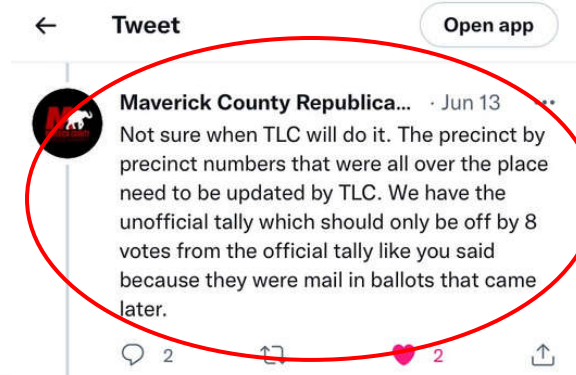 Tweet
Open app
Maverick County Republica... · Jun 13 ...
Not sure when TLC will do it. The precinct by
precinct numbers that were all over the place
need to be updated by TLC. We have the
unofficial tally which should only be off by 8
votes from the official tally like you said
because they were mail in ballots that came
later.
2 2